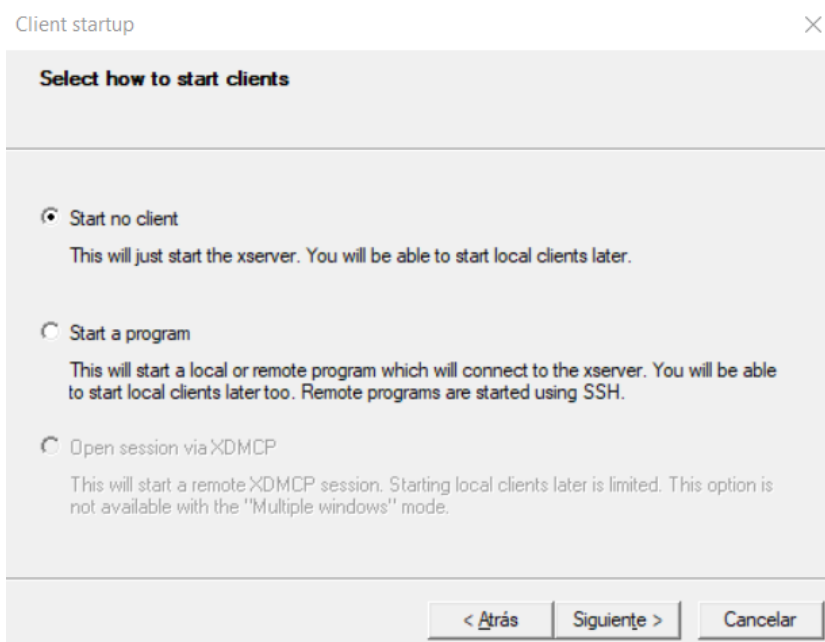 Client startup
Select how to start clients
Start no client
This will just start the xserver. You will be able to start local clients later.
Start a program
This will start a local or remote program which will connect to the xserver. You will be able
to start local clients later too. Remote programs are started using SSH.
Open session via XDMCP
This will start a remote XDMCP session. Starting local clients later is limited. This option is
not available with the "Multiple windows" mode.
< Atrás Siguiente > Cancelar